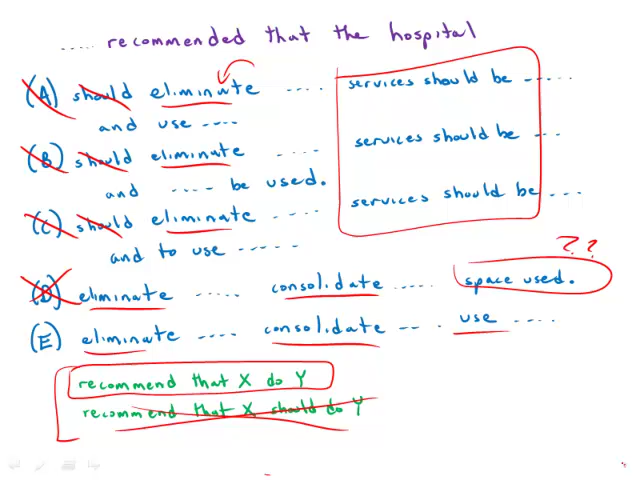 .... recommended that the hospital
(A) should eliminate .... services should be .....
and use ....
(B) should eliminate .... services should be ...
and .... be used.
(C) should eliminate ..... services should be ...
and to use ......
(D) eliminate ..... consolidate ..... space used. ??
(E) eliminate .... consolidate ... . use ....
recommend that X do Y
recommend that X should do Y